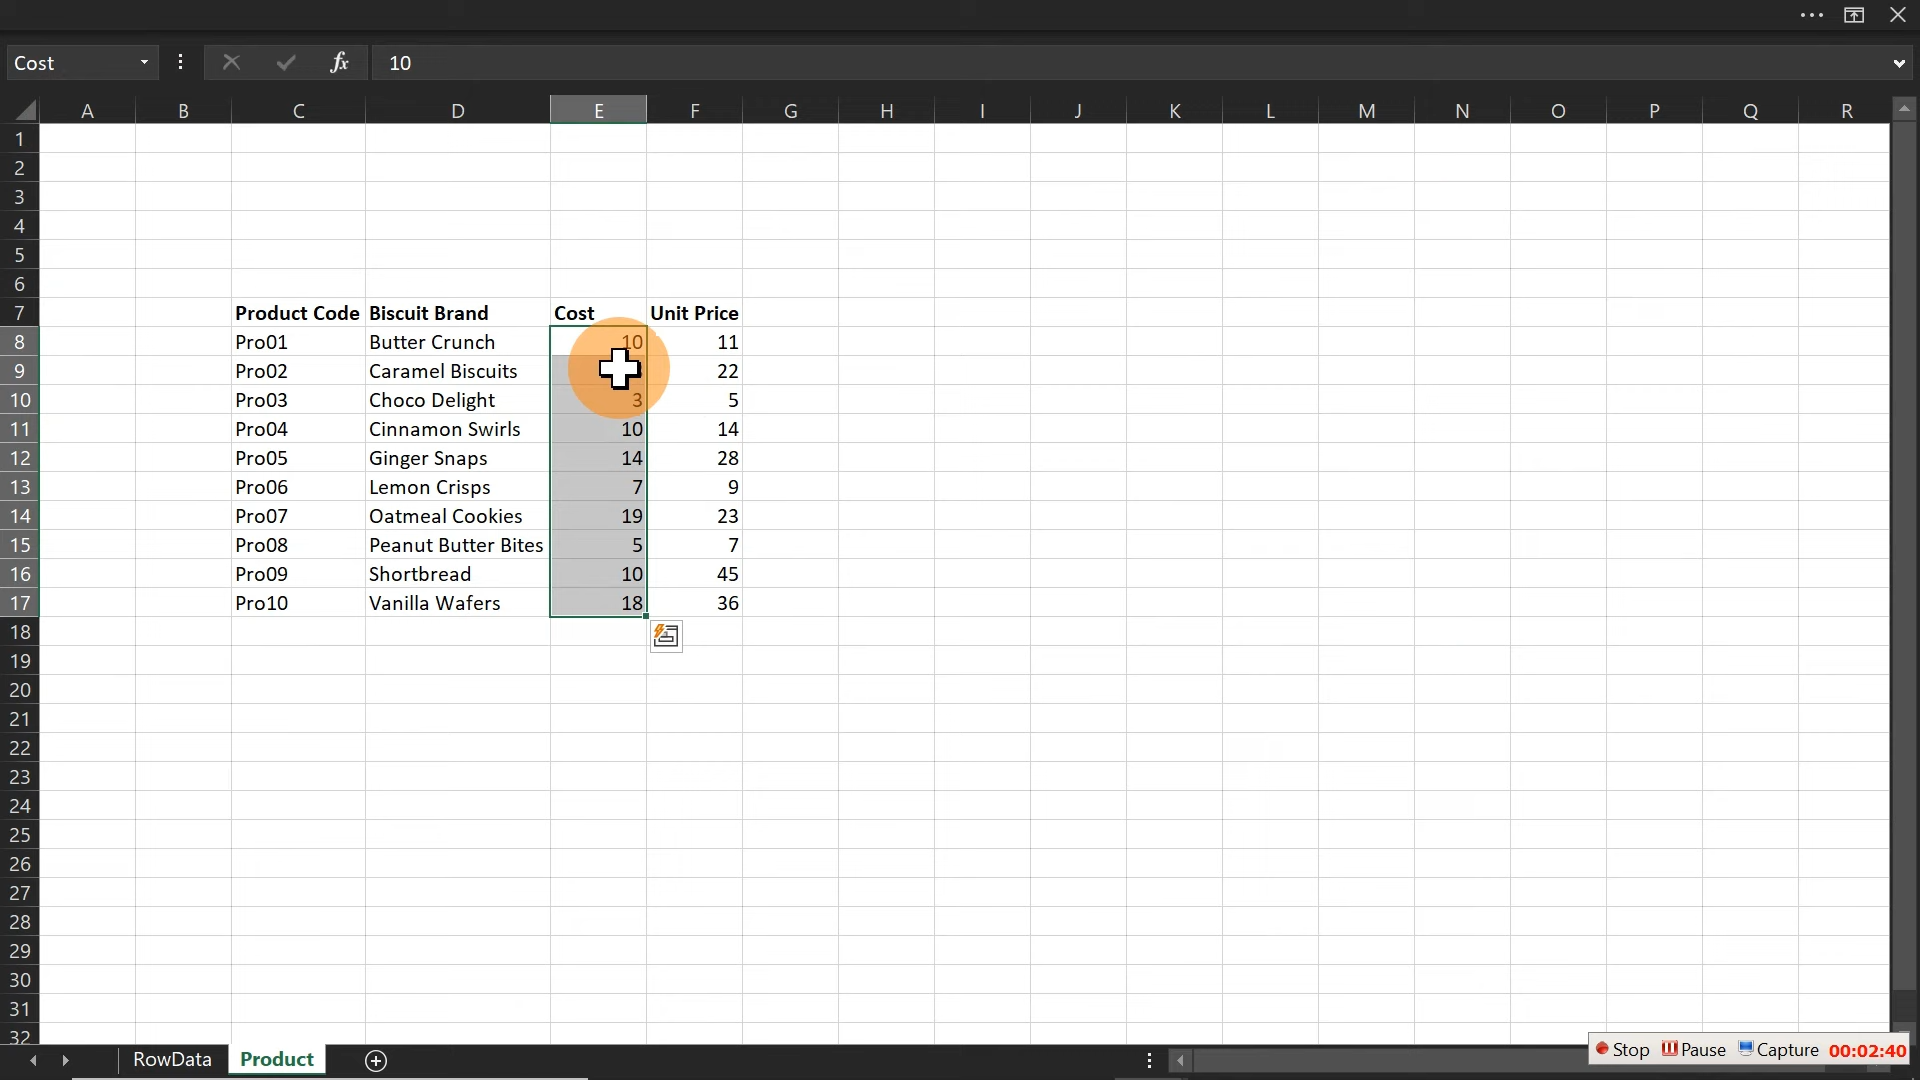 Cost fx 10
A B C D E F G H I J K L M N O P Q R
1
2
3
4
5
6
7 Product Code Biscuit Brand Cost Unit Price
8 Pro01 Butter Crunch 10 11
9 Pro02 Caramel Biscuits 22
10 Pro03 Choco Delight 3 5
11 Pro04 Cinnamon Swirls 10 14
12 Pro05 Ginger Snaps 14 28
13 Pro06 Lemon Crisps 7 9
14 Pro07 Oatmeal Cookies 19 23
15 Pro08 Peanut Butter Bites 5 7
16 Pro09 Shortbread 10 45
17 Pro10 Vanilla Wafers 18 36
18
19
20
21
22
23
24
25
26
27
28
29
30
31
32
RowData Product
Stop Pause Capture 00:02:40